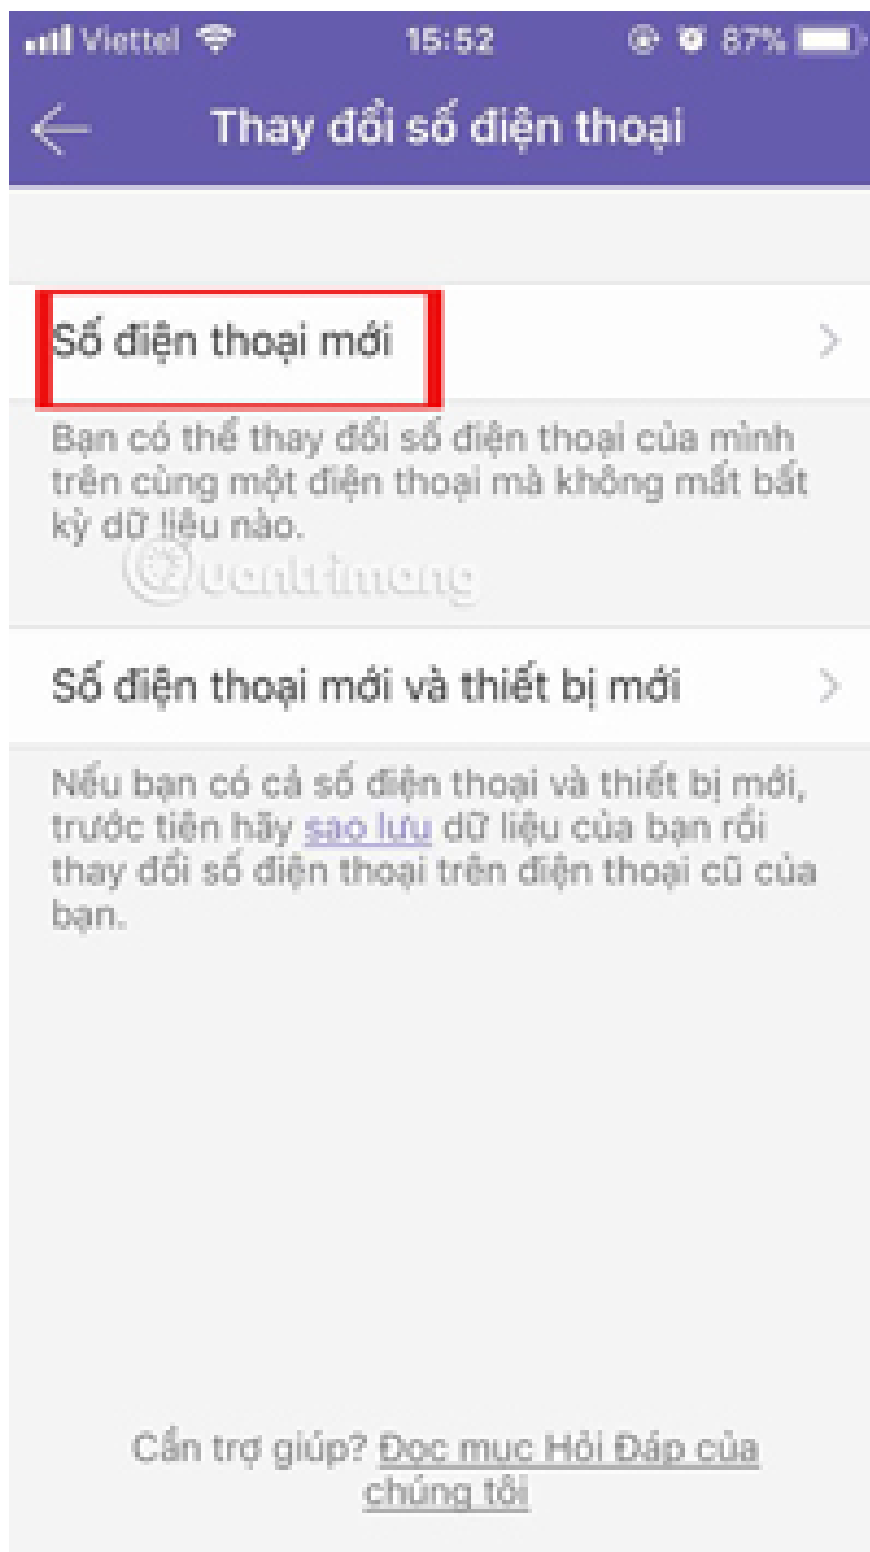 Viettel 15:52 87%
Thay đổi số điện thoại
Số điện thoại mới
Bạn có thể thay đổi số điện thoại của mình
trên cùng một điện thoại mà không mất bất
kỳ dữ liệu nào.
Quantrimang
Số điện thoại mới và thiết bị mới
Nếu bạn có cả số điện thoại và thiết bị mới,
trước tiên hãy sao lưu dữ liệu của bạn rồi
thay đổi số điện thoại trên điện thoại cũ của
bạn.
Cần trợ giúp? Đọc mục Hỏi Đáp của
chúng tôi